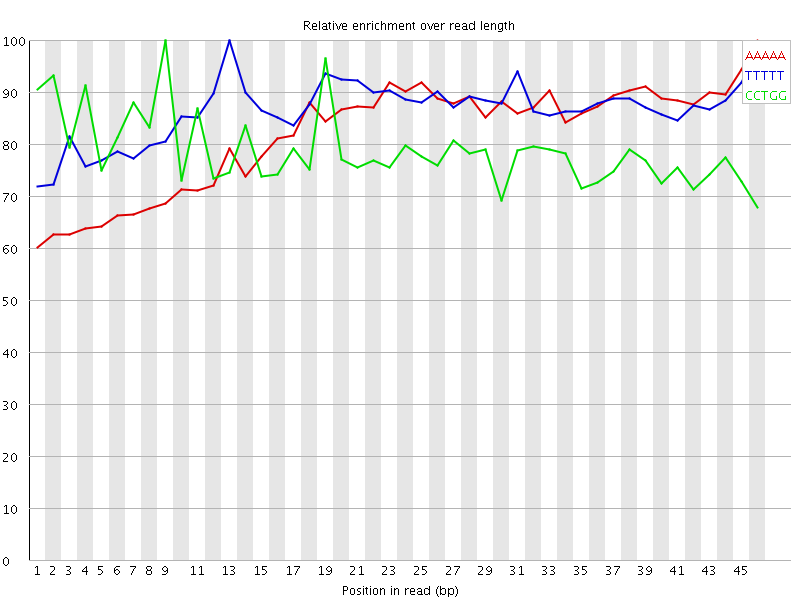 Relative enrichment over read length
100
90
80
70
60
50
40
30
20
10
0
AAAAA
TTTTT
CCTGG
1 2 3 4 5 6 7 8 9 11 13 15 17 19 21 23 25 27 29 31 33 35 37 39 41 43 45
Position in read (bp)